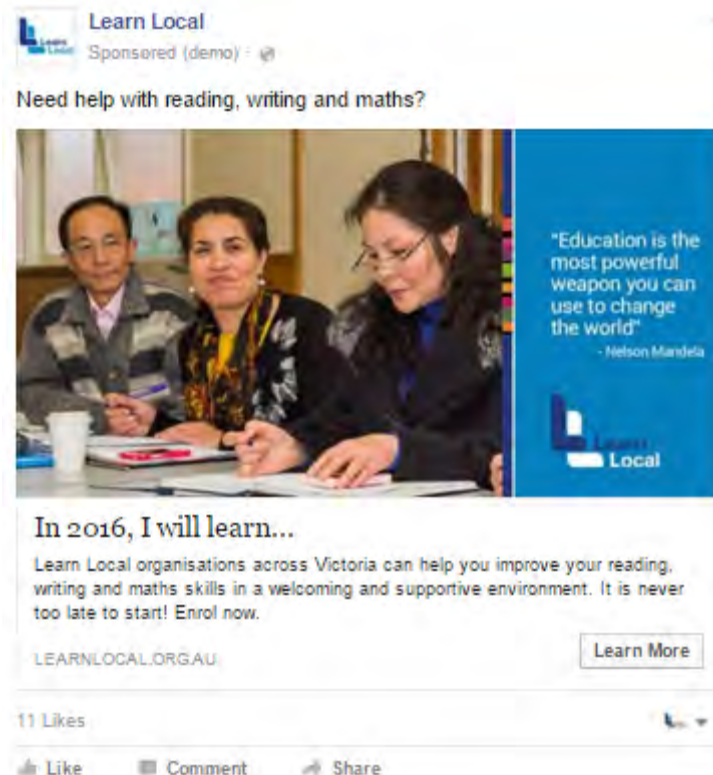 Learn Local
Learn
Local
Sponsored (demo)
Need help with reading, writing and maths?
"Education is the
most powerful
weapon you can
use to change
the world"
- Nelson Mandela
Learn
Local
In 2016, I will learn...
Learn Local organisations across Victoria can help you improve your reading,
writing and maths skills in a welcoming and supportive environment. It is never
too late to start! Enrol now.
LEARNLOCAL.ORG.AU
Learn More
11 Likes
Like Comment Share